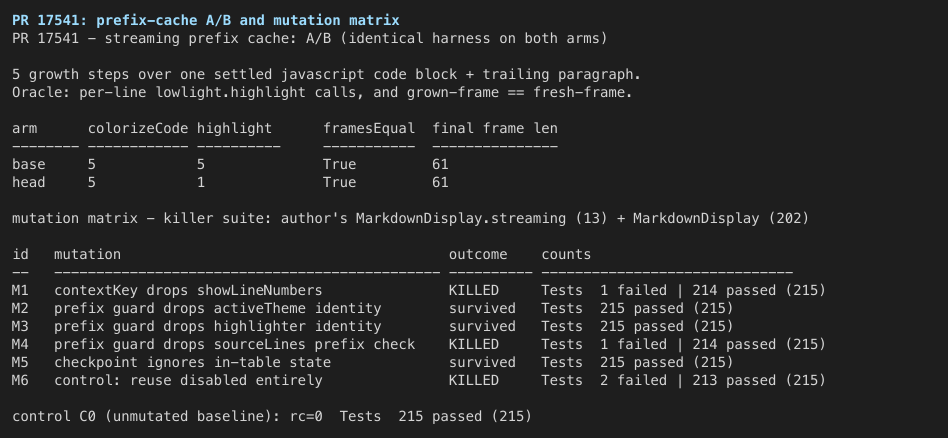 PR 17541: prefix-cache A/B and mutation matrix
PR 17541 – streaming prefix cache: A/B (identical harness on both arms)
5 growth steps over one settled javascript code block + trailing paragraph.
Oracle: per-line lowlight.highlight calls, and grown-frame == fresh-frame.
arm colorizeCode highlight framesEqual final frame len
-------- ------------ ---------- ----------- ---------------
base 5 5 True 61
head 5 1 True 61
mutation matrix – killer suite: author's MarkdownDisplay.streaming (13) + MarkdownDisplay (202)
id mutation outcome counts
-- ---------------------------------------------- ---------- ------------------------------
M1 contextKey drops showLineNumbers KILLED Tests 1 failed | 214 passed (215)
M2 prefix guard drops activeTheme identity survived Tests 215 passed (215)
M3 prefix guard drops highlighter identity survived Tests 215 passed (215)
M4 prefix guard drops sourceLines prefix check KILLED Tests 1 failed | 214 passed (215)
M5 checkpoint ignores in-table state survived Tests 215 passed (215)
M6 control: reuse disabled entirely KILLED Tests 2 failed | 213 passed (215)
control C0 (unmutated baseline): rc=0 Tests 215 passed (215)